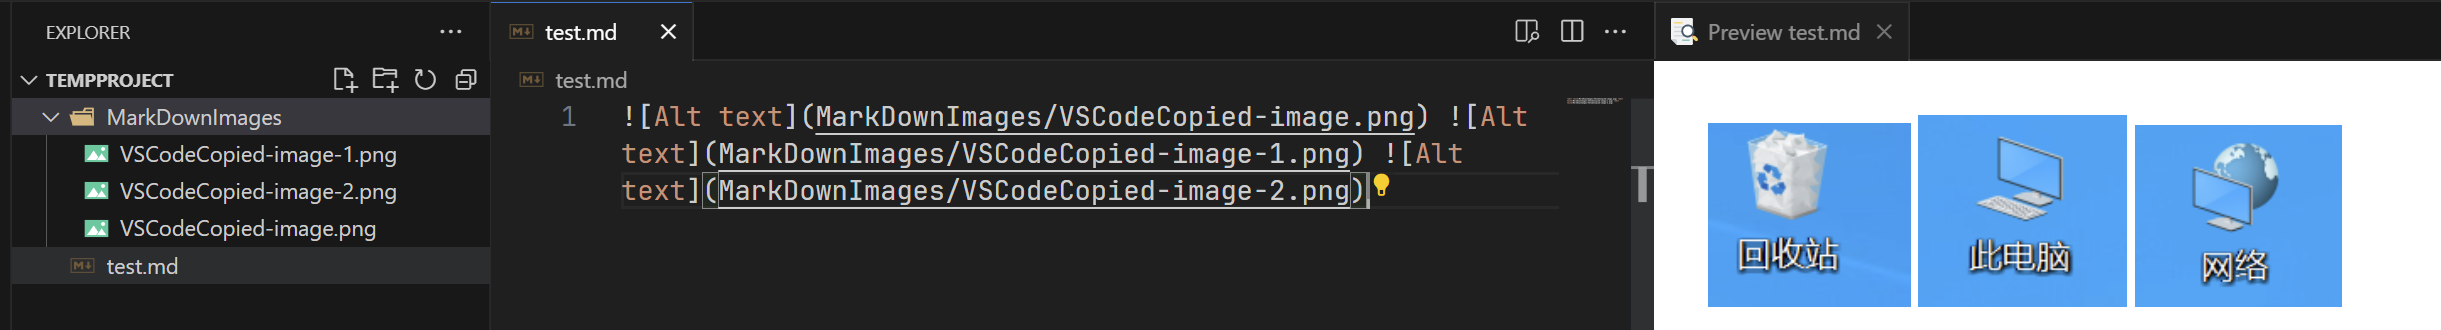 EXPLORER
TEMPPROJECT
MarkDownImages
VSCodeCopied-image-1.png
VSCodeCopied-image-2.png
VSCodeCopied-image.png
test.md
test.md
test.md
1 ![Alt text](MarkDownImages/VSCodeCopied-image.png) ![Alt
text](MarkDownImages/VSCodeCopied-image-1.png) ![Alt
text](MarkDownImages/VSCodeCopied-image-2.png)
Preview test.md
回收站
此电脑
网络